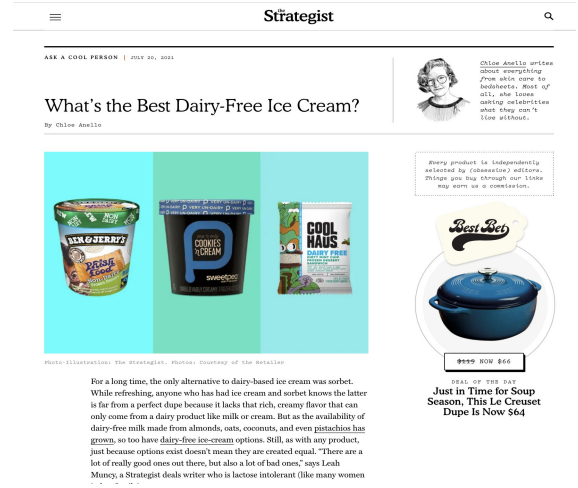 the
Strategist
ASK A COOL PERSON | JULY 20, 2021
What's the Best Dairy-Free Ice Cream?
By Chloe Anello
Chloe Anello writes
about everything
from skin care to
bedsheets. Most of
all, she loves
asking celebrities
what they can't
live without.
Every product is independently
selected by (obsessive) editors.
Things you buy through our links
may earn us a commission.
NON
DAIRY
BEN & JERRY'S
Phish
Food
COOKIES
'n CREAM
sweetpea
COOL
HAUS
DAIRY FREE
Best Bet
$115 NOW $66
DEAL OF THE DAY
Just in Time for Soup
Season, This Le Creuset
Dupe Is Now $64
Photo-Illustration: The Strategist. Photos: Courtesy of the Retailer
For a long time, the only alternative to dairy-based ice cream was sorbet.
While refreshing, anyone who has had ice cream and sorbet knows the latter
is far from a perfect dupe because it lacks that rich, creamy flavor that can
only come from a dairy product like milk or cream. But as the availability of
dairy-free milk made from almonds, oats, coconuts, and even pistachios has
grown, so too have dairy-free ice-cream options. Still, as with any product,
just because options exist doesn't mean they are created equal. "There are a
lot of really good ones out there, but also a lot of bad ones," says Leah
Muncy, a Strategist deals writer who is lactose intolerant (like many women